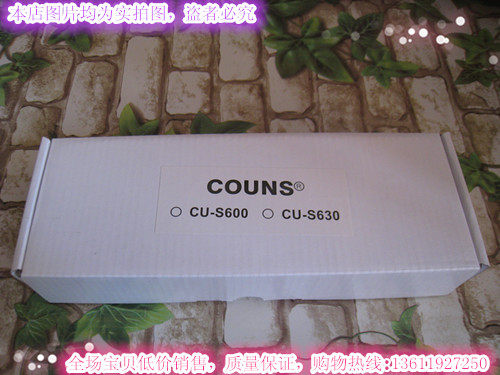 本店图片均为实拍图，盗者必究
COUNS®
○ CU-S600 ○ CU-S630
全场宝贝低价销售，质量保证，购物热线:13611927250